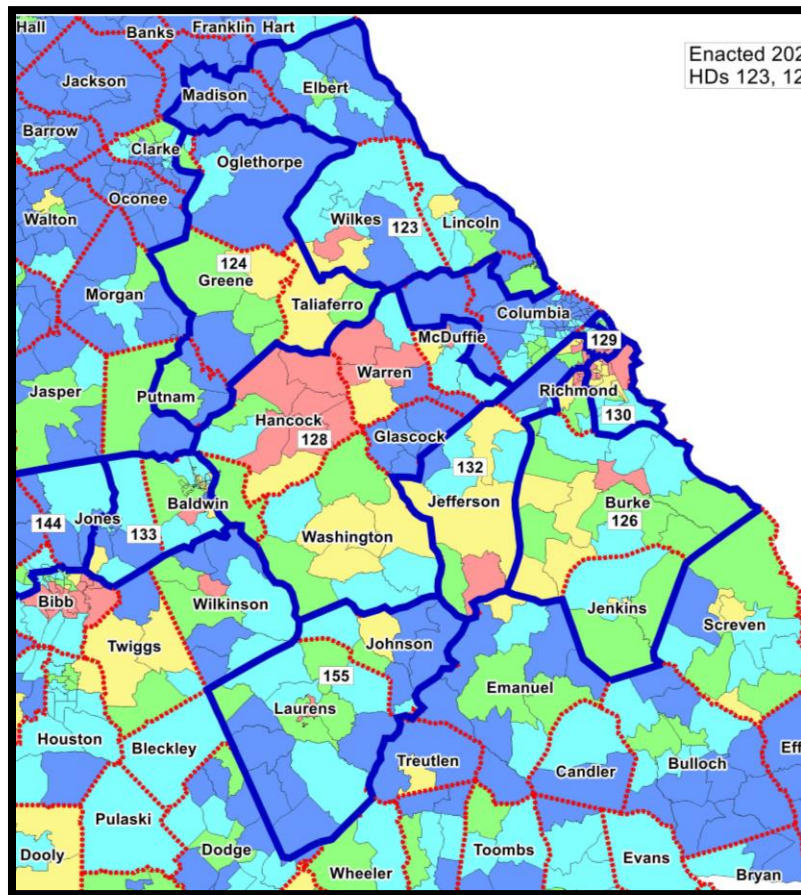 Enacted 202
HDs 123, 12
Hall
Banks
Franklin
Hart
Jackson
Madison
Elbert
Barrow
Clarke
Oglethorpe
Oconee
Walton
Wilkes
123
Lincoln
124
Greene
Taliaferro
Morgan
Columbia
McDuffie
129
Jasper
Putnam
Warren
Richmond
130
Hancock
128
Glascock
132
Jefferson
Baldwin
144
Jones
133
Washington
Burke
126
Bibb
Wilkinson
Jenkins
Twiggs
Johnson
Screven
155
Laurens
Emanuel
Houston
Bleckley
Treutlen
Candler
Bulloch
Eff
Pulaski
Dooly
Dodge
Wheeler
Toombs
Evans
Bryan